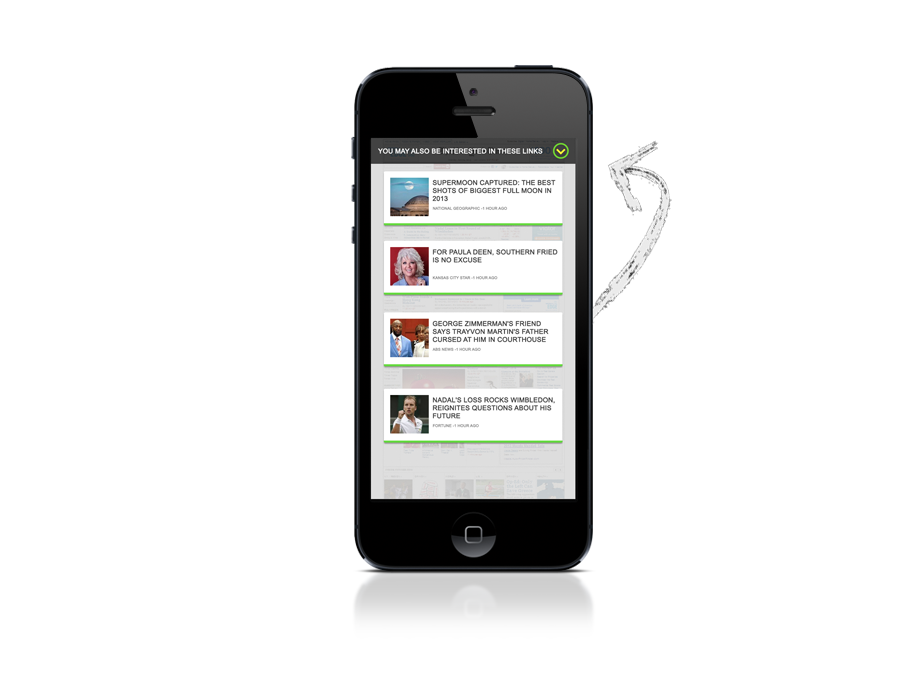 YOU MAY ALSO BE INTERESTED IN THESE LINKS
SUPERMOON CAPTURED: THE BEST
SHOTS OF BIGGEST FULL MOON IN
2013
NATIONAL GEOGRAPHIC -1 HOUR AGO
FOR PAULA DEEN, SOUTHERN FRIED
IS NO EXCUSE
KANSAS CITY STAR -1 HOUR AGO
GEORGE ZIMMERMAN'S FRIEND
SAYS TRAYVON MARTIN'S FATHER
CURSED AT HIM IN COURTHOUSE
ABS NEWS -1 HOUR AGO
NADAL'S LOSS ROCKS WIMBLEDON,
REIGNITES QUESTIONS ABOUT HIS
FUTURE
FORTUNE -1 HOUR AGO